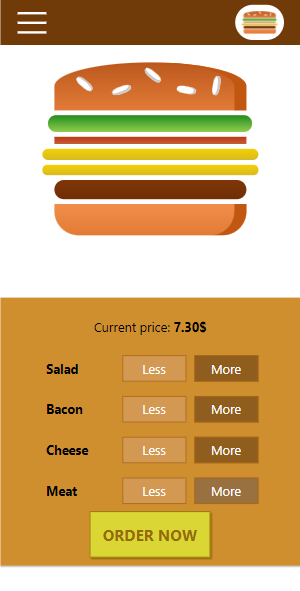 Current price: 7.30$
Salad Less More
Bacon Less More
Cheese Less More
Meat Less More
ORDER NOW